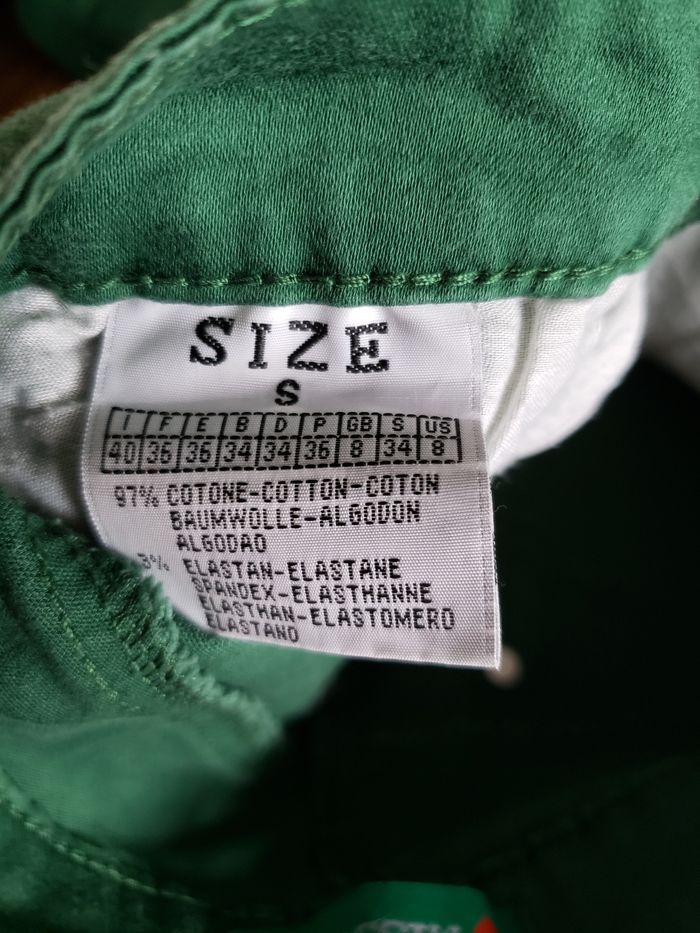 SIZE
S
I F E B D P GB S US
40 36 36 34 34 36 8 34 8
97% COTONE-COTTON-COTON
BAUMWOLLE-ALGODON
ALGODAO
3% ELASTAN-ELASTANE
SPANDEX-ELASTHANNE
ELASTHAN-ELASTOMERO
ELASTANO